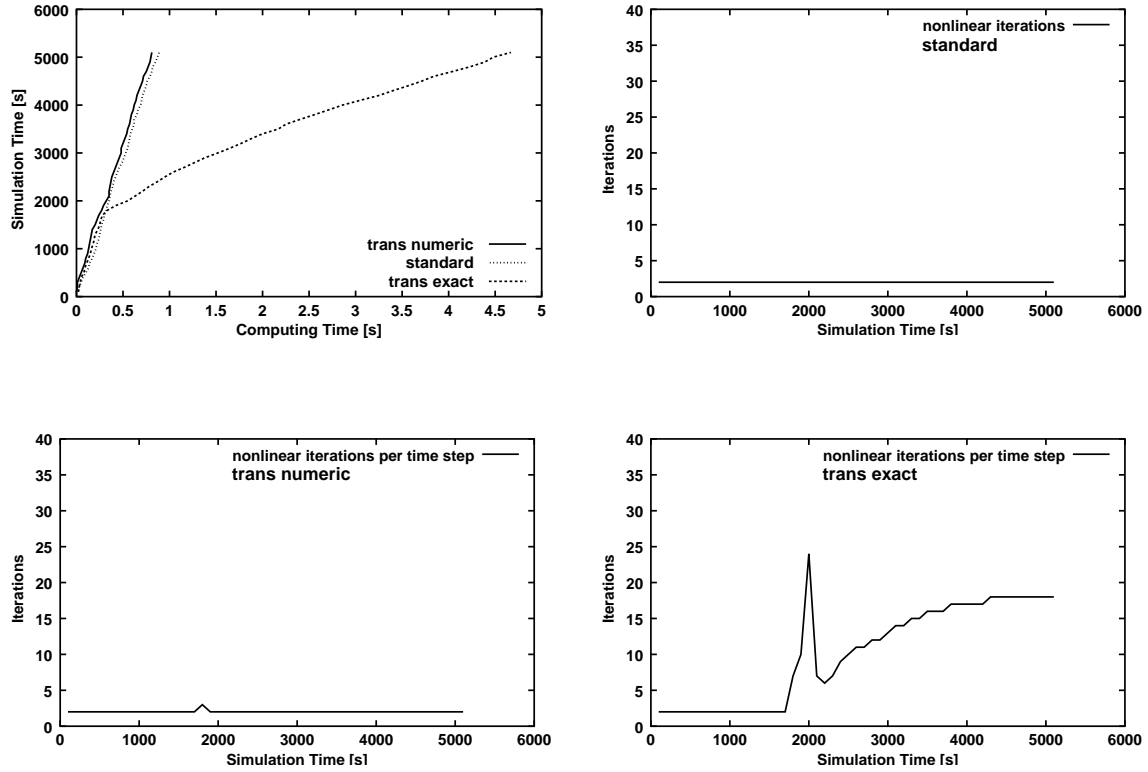 6000
5000
4000
3000
2000
1000
0
Simulation Time [s]
trans numeric
standard
trans exact
0 0.5 1 1.5 2 2.5 3 3.5 4 4.5 5
Computing Time [s]
40
35
30
25
20
15
10
5
0
Iterations
nonlinear iterations
standard
0 1000 2000 3000 4000 5000 6000
Simulation Time [s]
40
35
30
25
20
15
10
5
0
Iterations
nonlinear iterations per time step
trans numeric
0 1000 2000 3000 4000 5000 6000
Simulation Time [s]
40
35
30
25
20
15
10
5
0
Iterations
nonlinear iterations per time step
trans exact
0 1000 2000 3000 4000 5000 6000
Simulation Time [s]